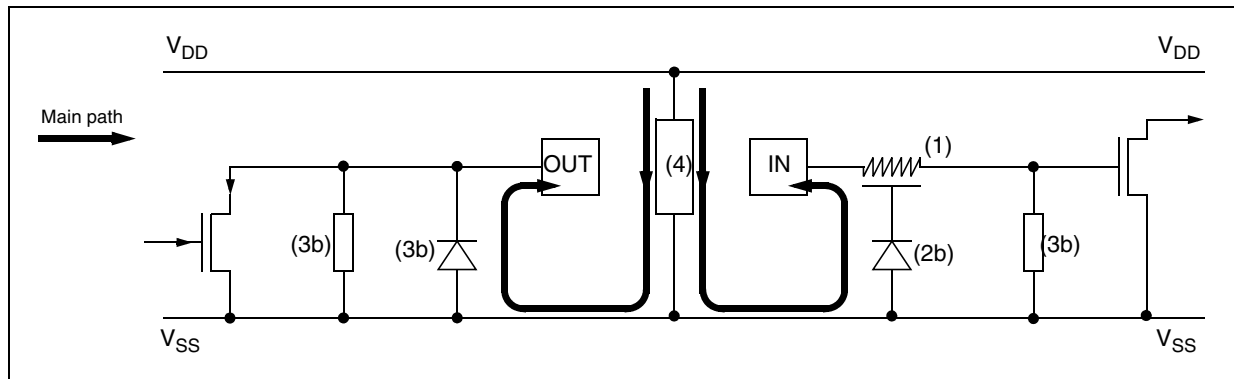 V_DD V_DD
Main path
OUT (4) IN (1)
(3b) (3b) (2b) (3b)
V_SS V_SS